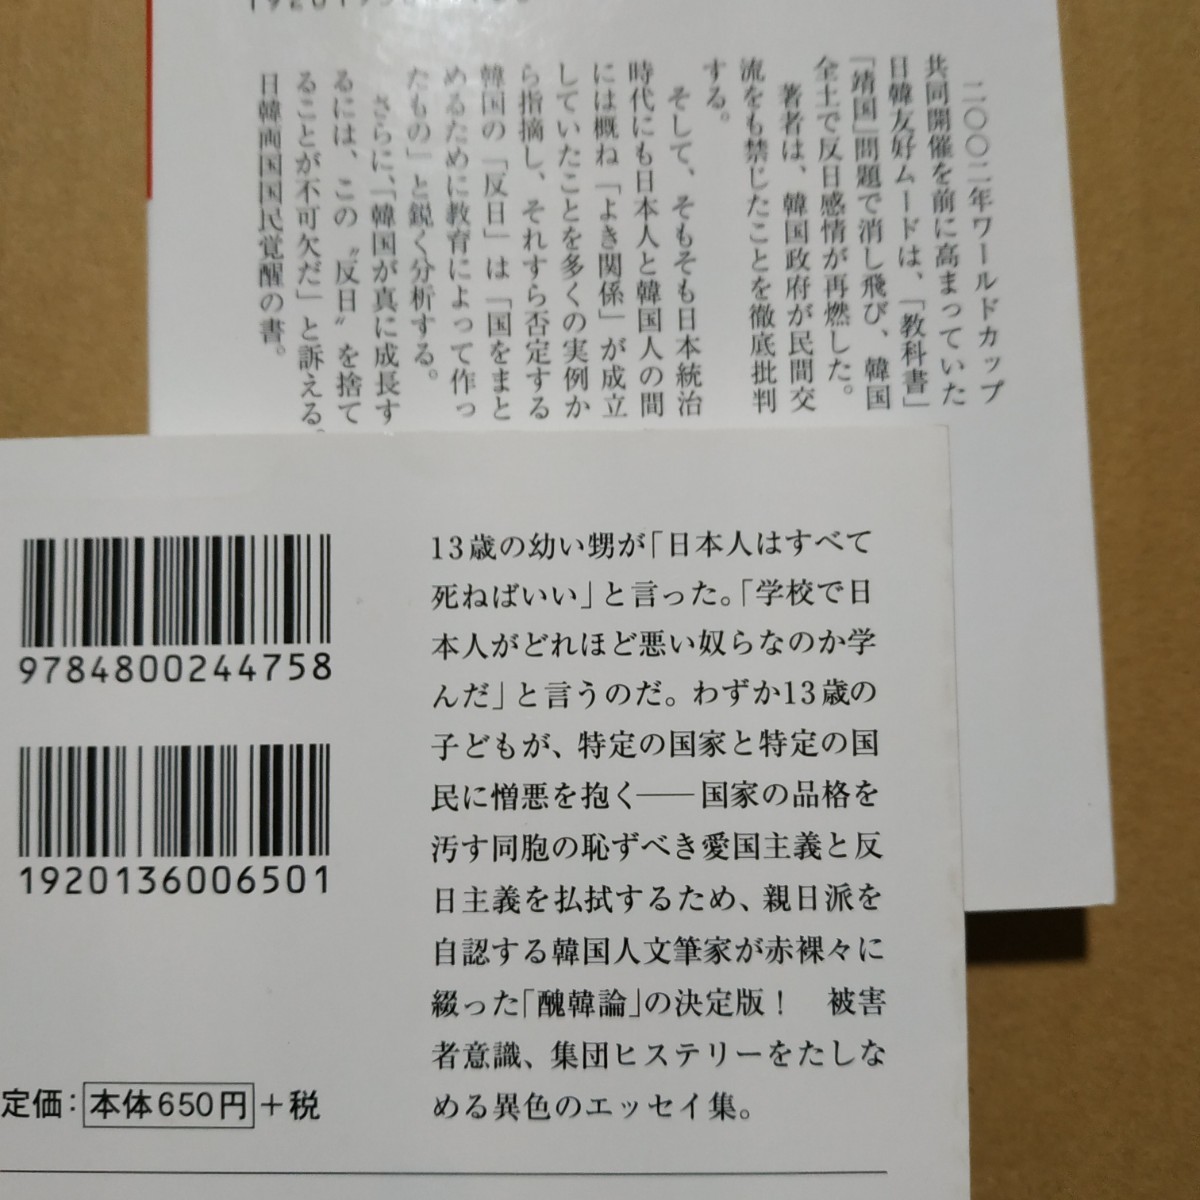 二〇〇二年ワールドカップ
共同開催を前に高まっていた
日韓友好ムードは、「教科書」
「靖国」問題で消し飛び、韓国
全土で反日感情が再燃した。
著者は、韓国政府が民間交
流をも禁じたことを徹底批判
する。
そして、そもそも日本統治
時代にも日本人と韓国人の間
には概ね「よき関係」が成立
していたことを多くの実例か
ら指摘し、それすら否定する
韓国の「反日」は「国をまと
めるために教育によって作っ
たもの」と鋭く分析する。
さらに、「韓国が真に成長す
るには、この〝反日〟を捨て
ることが不可欠だ」と訴える、
日韓両国国民覚醒の書。
9784800244758
1920136006501
定価:本体650円+税
13歳の幼い甥が「日本人はすべて
死ねばいい」と言った。「学校で日
本人がどれほど悪い奴らなのか学
んだ」と言うのだ。わずか13歳の
子どもが、特定の国家と特定の国
民に憎悪を抱く――国家の品格を
汚す同胞の恥ずべき愛国主義と反
日主義を払拭するため、親日派を
自認する韓国人文筆家が赤裸々に
綴った「醜韓論」の決定版！　被害
者意識、集団ヒステリーをたしな
める異色のエッセイ集。